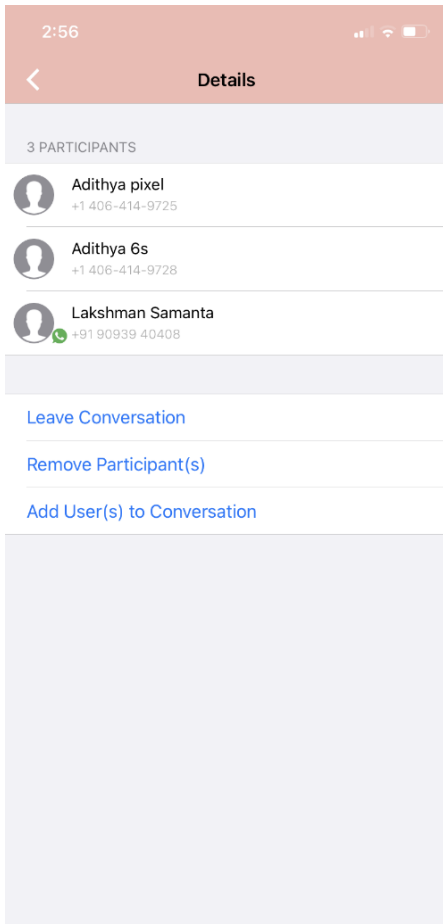 2:56
Details
3 PARTICIPANTS
Adithya pixel
+1 406-414-9725
Adithya 6s
+1 406-414-9728
Lakshman Samanta
+91 90939 40408
Leave Conversation
Remove Participant(s)
Add User(s) to Conversation